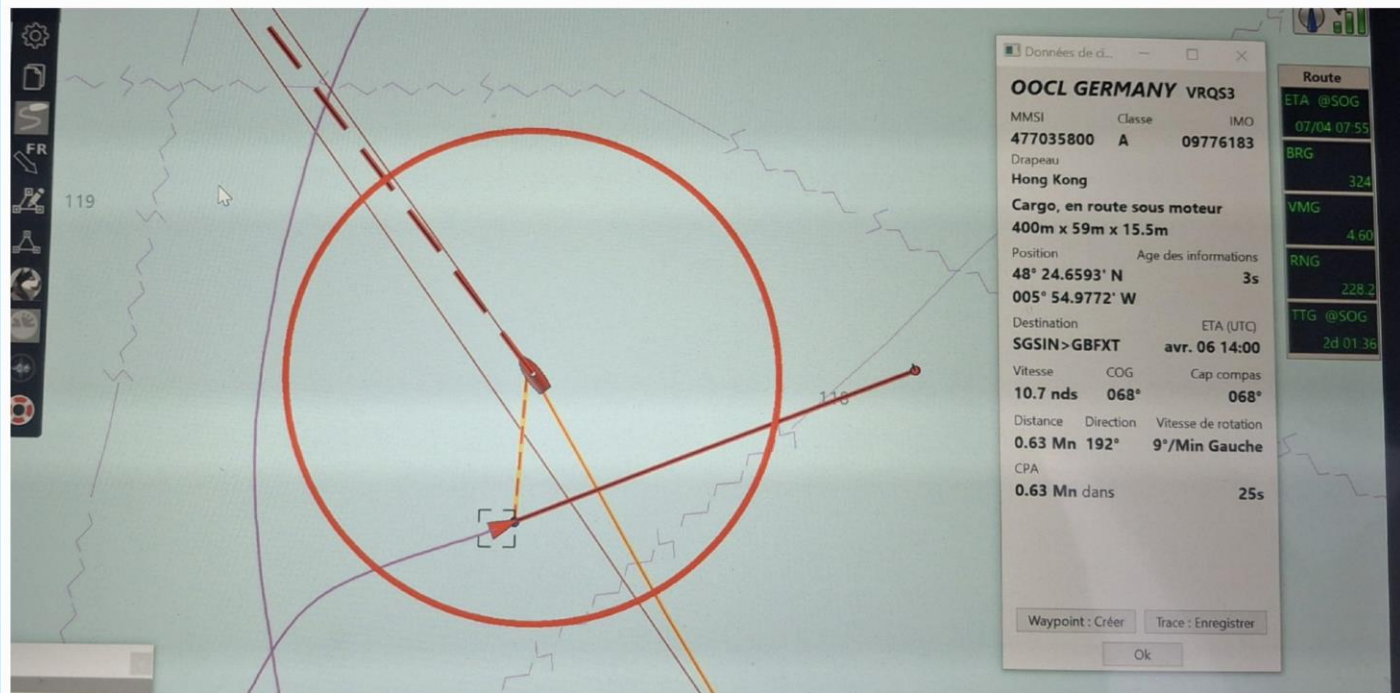 FR
119
118
Données de ci...
OOCL GERMANY VRQS3
MMSI Classe IMO
477035800 A 09776183
Drapeau
Hong Kong
Cargo, en route sous moteur
400m x 59m x 15.5m
Position Age des informations
48° 24.6593' N 3s
005° 54.9772' W
Destination ETA (UTC)
SGSIN>GBFXT avr. 06 14:00
Vitesse COG Cap compas
10.7 nds 068° 068°
Distance Direction Vitesse de rotation
0.63 Mn 192° 9°/Min Gauche
CPA
0.63 Mn dans 25s
Waypoint : Créer Trace : Enregistrer
Ok
Route
ETA @SOG
07/04 07:55
BRG
324
VMG
4.60
RNG
228.2
TTG @SOG
2d 01:36